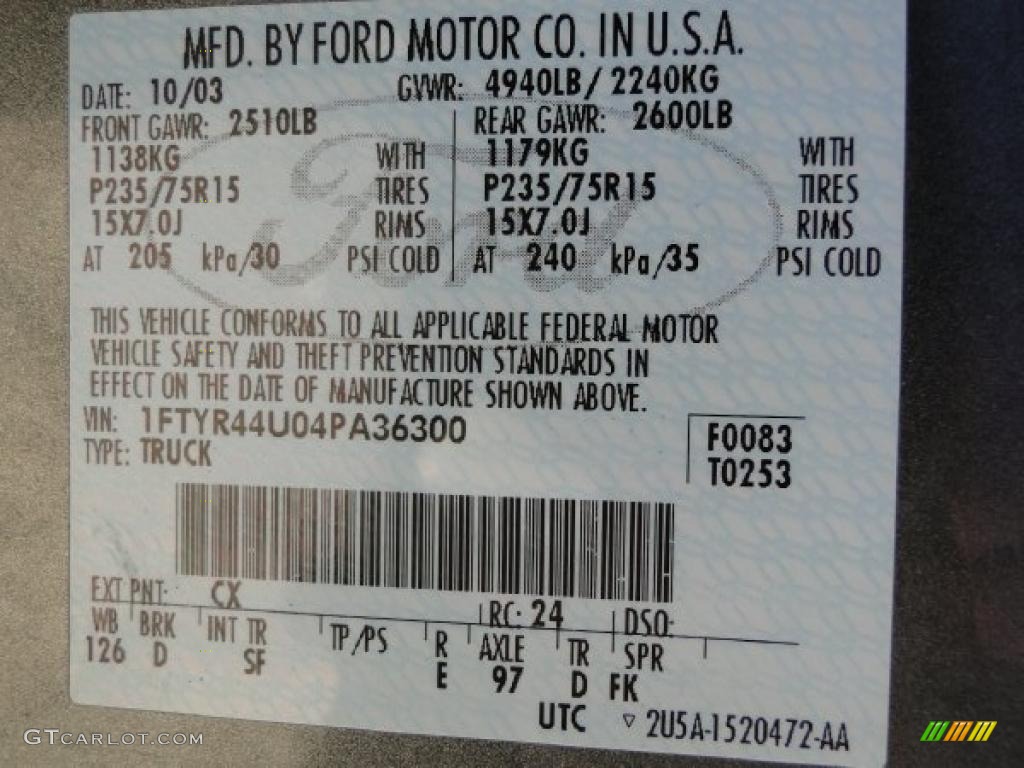 MFD. BY FORD MOTOR CO. IN U.S.A.
DATE: 10/03 GVWR: 4940LB / 2240KG
FRONT GAWR: 2510LB REAR GAWR: 2600LB
1138KG WITH 1179KG WITH
P235/75R15 TIRES P235/75R15 TIRES
15X7.0J RIMS 15X7.0J RIMS
AT 205 kPa/30 PSI COLD AT 240 kPa/35 PSI COLD
Ford
THIS VEHICLE CONFORMS TO ALL APPLICABLE FEDERAL MOTOR
VEHICLE SAFETY AND THEFT PREVENTION STANDARDS IN
EFFECT ON THE DATE OF MANUFACTURE SHOWN ABOVE.
VIN: 1FTYR44U04PA36300 F0083
TYPE: TRUCK T0253
EXT PNT: CX RC: 24 DSO:
WB BRK INT TR TP/PS R AXLE TR SPR
126 D SF E 97 D FK
UTC ▽ 2U5A-1520472-AA
GTCARLOT.COM